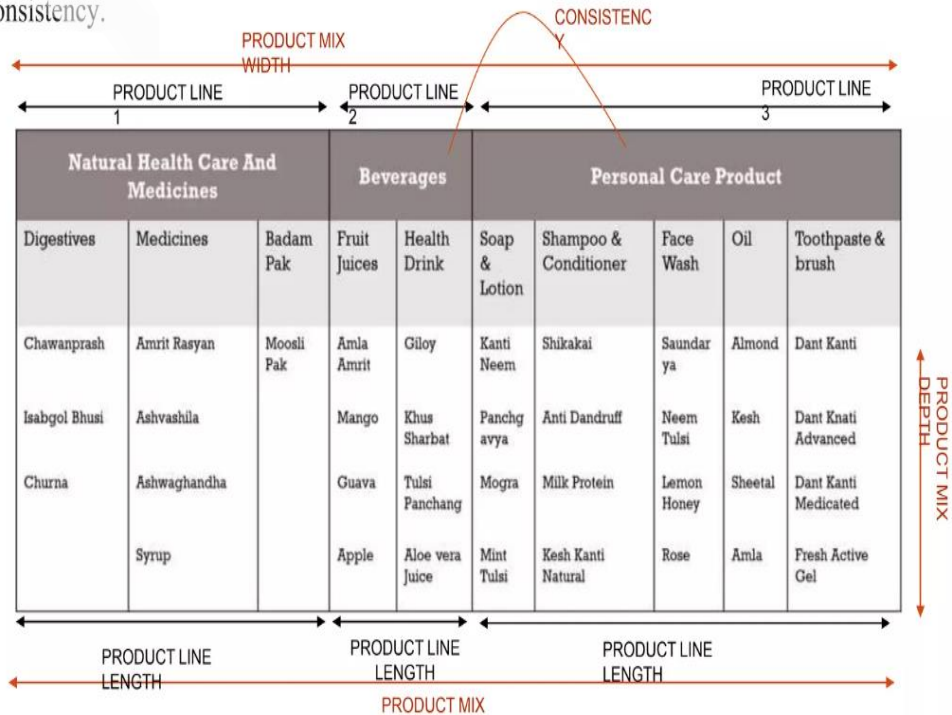 onsistency.
CONSISTENC
Y
PRODUCT MIX
WIDTH
PRODUCT LINE
1
PRODUCT LINE
2
PRODUCT LINE
3
Natural Health Care And
Medicines
Beverages
Personal Care Product
Digestives
Medicines
Badam
Pak
Fruit
Juices
Health
Drink
Soap
&
Lotion
Shampoo &
Conditioner
Face
Wash
Oil
Toothpaste &
brush
Chawanprash
Amrit Rasyan
Moosli
Pak
Amla
Amrit
Giloy
Kanti
Neem
Shikakai
Saundar
ya
Almond
Dant Kanti
Isabgol Bhusi
Ashvashila
Mango
Khus
Sharbat
Panchg
avya
Anti Dandruff
Neem
Tulsi
Kesh
Dant Knati
Advanced
Churna
Ashwaghandha
Guava
Tulsi
Panchang
Mogra
Milk Protein
Lemon
Honey
Sheetal
Dant Kanti
Medicated
Syrup
Apple
Aloe vera
Juice
Mint
Tulsi
Kesh Kanti
Natural
Rose
Amla
Fresh Active
Gel
PRODUCT MIX
DEPTH
PRODUCT LINE
LENGTH
PRODUCT LINE
LENGTH
PRODUCT LINE
LENGTH
PRODUCT MIX